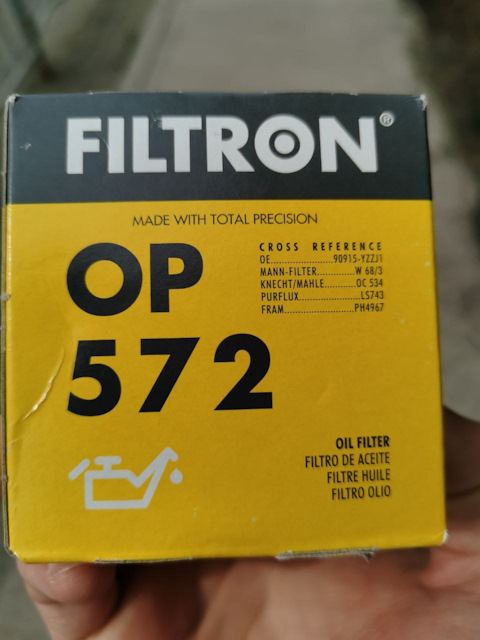 FILTRON®
MADE WITH TOTAL PRECISION
OP
572
CROSS REFERENCE
OE......................90915-YZZJ1
MANN-FILTER.............W 68/3
KNECHT/MAHLE..........OC 534
PURFLUX......................LS743
FRAM........................PH4967
OIL FILTER
FILTRO DE ACEITE
FILTRE HUILE
FILTRO OLIO